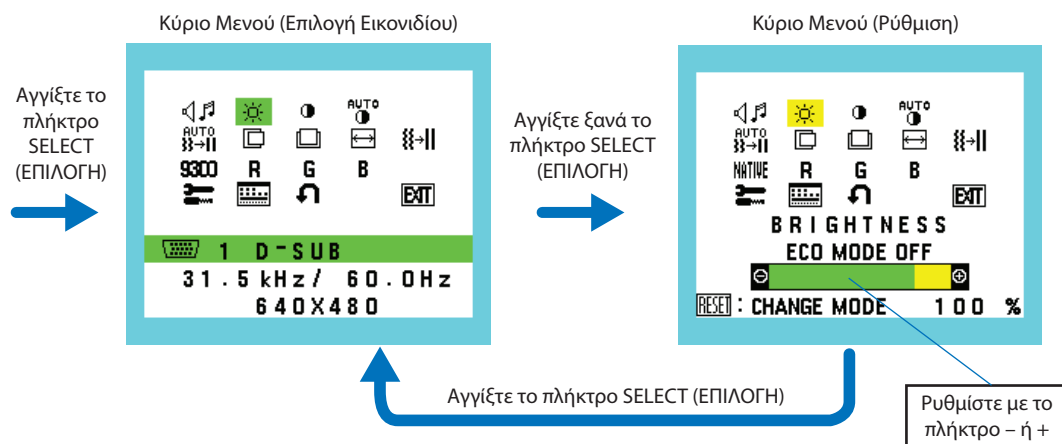 Κύριο Μενού (Επιλογή Εικονιδίου)
Αγγίξτε το
πλήκτρο
SELECT
(ΕΠΙΛΟΓΗ)
AUTO
AUTO
9300 R G B
EXIT
1 D-SUB
31.5 kHz/ 60.0Hz
640X480
Αγγίξτε ξανά το
πλήκτρο SELECT
(ΕΠΙΛΟΓΗ)
Κύριο Μενού (Ρύθμιση)
AUTO
AUTO
NATIVE R G B
EXIT
BRIGHTNESS
ECO MODE OFF
RESET : CHANGE MODE 100 %
Αγγίξτε το πλήκτρο SELECT (ΕΠΙΛΟΓΗ)
Ρυθμίστε με το
πλήκτρο – ή +